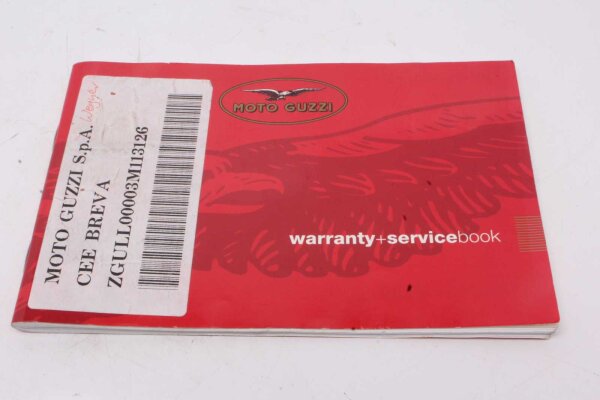 MOTO GUZZI S.p.A.
CEE BREVA
ZGULL00003M113126
MOTO GUZZI
warranty+servicebook